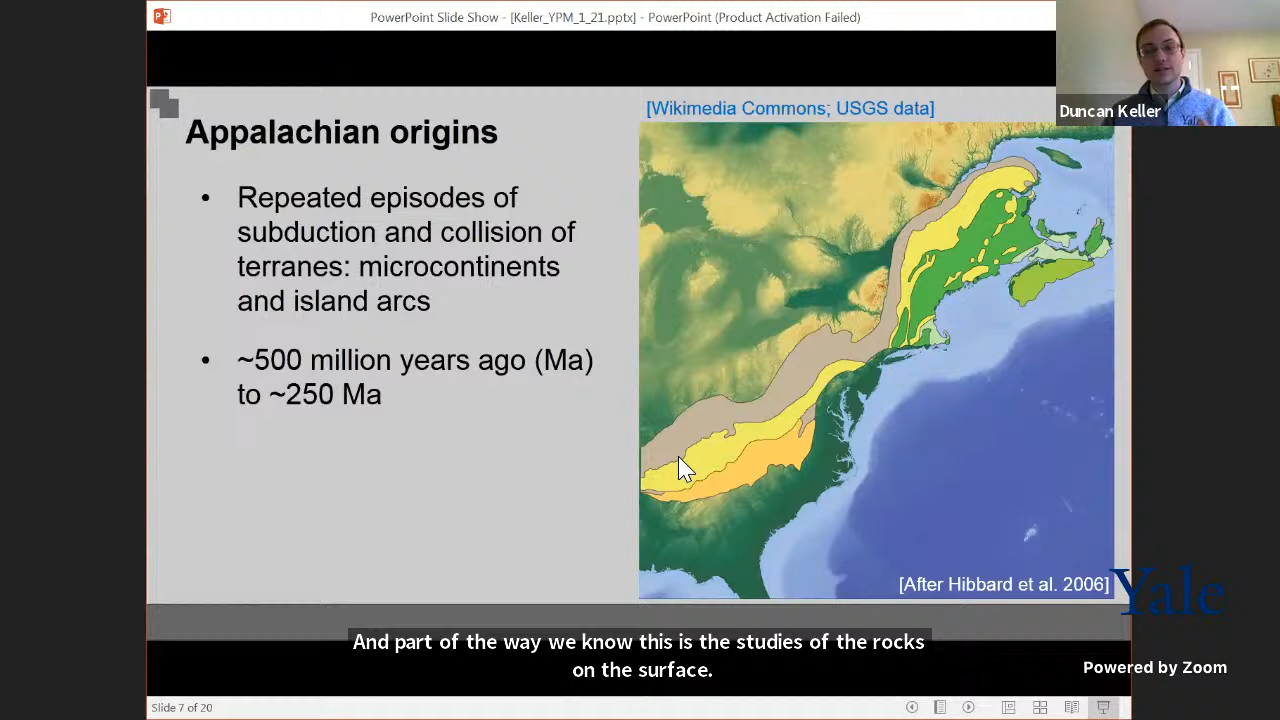 PowerPoint Slide Show - [Keller_YPM_1_21.pptx] - PowerPoint (Product Activation Failed)
Duncan Keller
[Wikimedia Commons; USGS data]
Appalachian origins
• Repeated episodes of
subduction and collision of
terranes: microcontinents
and island arcs
• ~500 million years ago (Ma)
to ~250 Ma
[After Hibbard et al. 2006]
Yale
And part of the way we know this is the studies of the rocks
on the surface.
Powered by Zoom
Slide 7 of 20